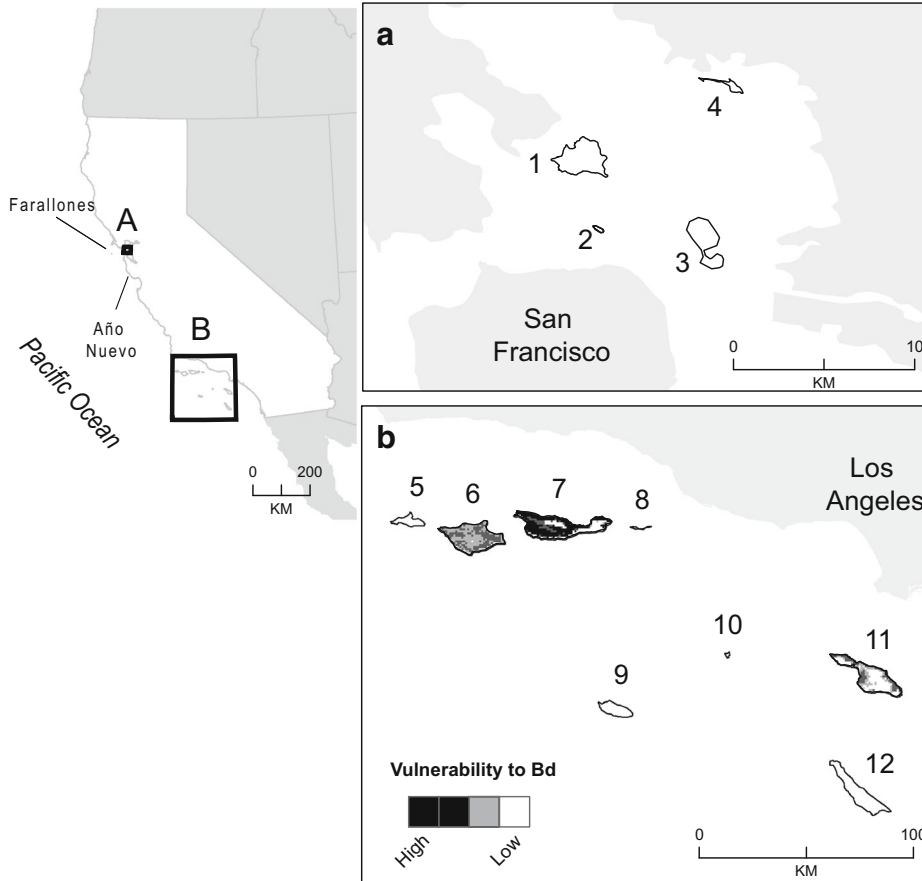 Farallones
A
Año
Nuevo
B
Pacific Ocean
0 200
KM
a
1
2
3
4
San
Francisco
0 10
KM
b
Los
Angeles
5
6
7
8
9
10
11
12
Vulnerability to Bd
High Low
0 100
KM